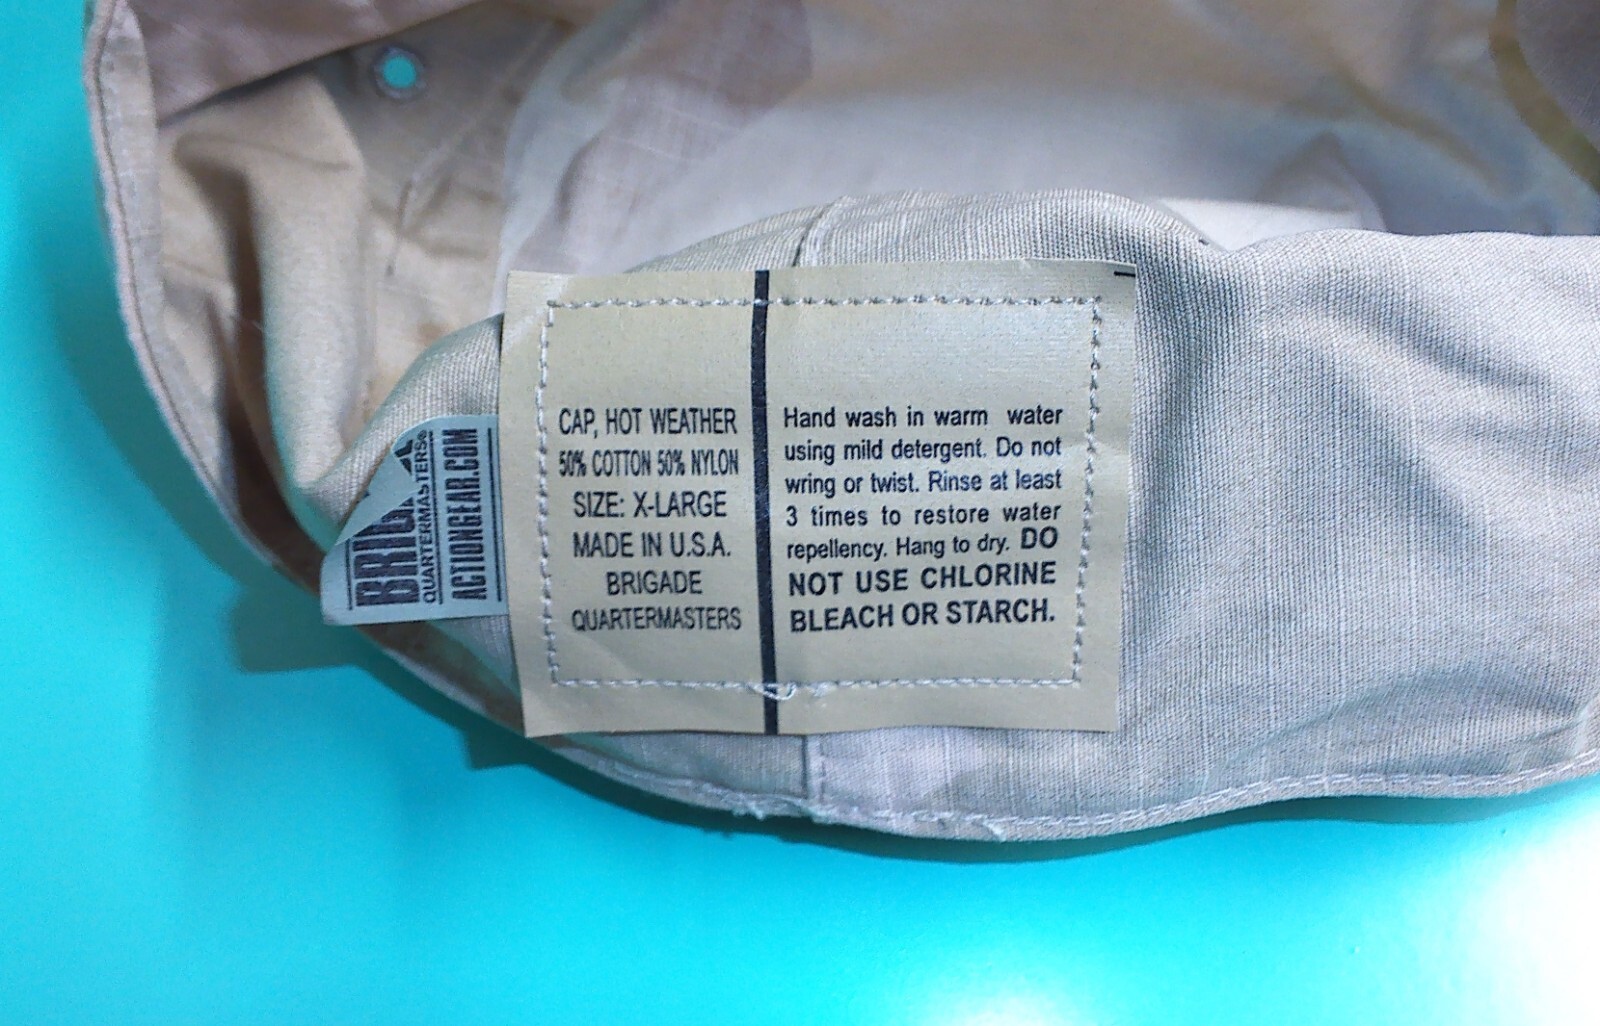 CAP, HOT WEATHER
50% COTTON 50% NYLON
SIZE: X-LARGE
MADE IN U.S.A.
BRIGADE
QUARTERMASTERS
Hand wash in warm water
using mild detergent. Do not
wring or twist. Rinse at least
3 times to restore water
repellency. Hang to dry. DO
NOT USE CHLORINE
BLEACH OR STARCH.
QUARTERMASTERS®
ACTIONGEAR.COM